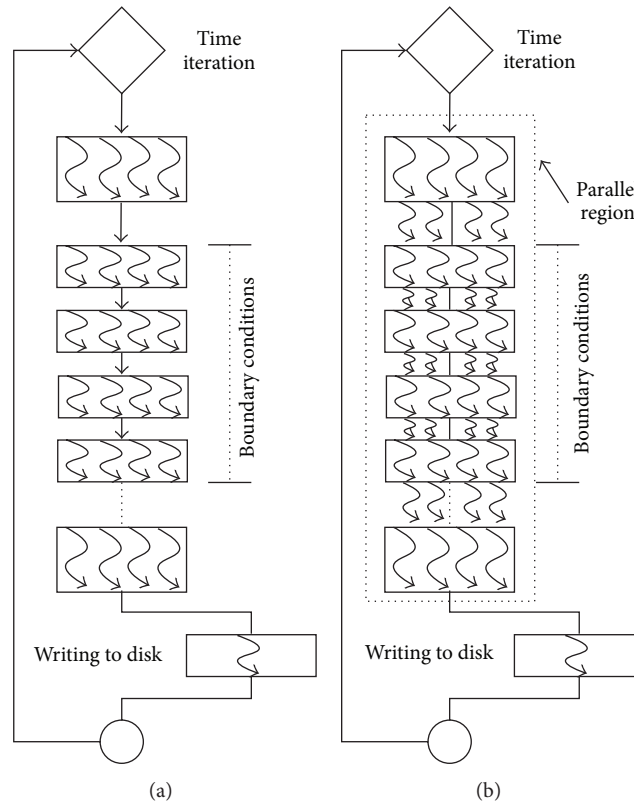 Time
iteration
Boundary conditions
Writing to disk
(a)
Time
iteration
Paralle
region
Boundary conditions
Writing to disk
(b)